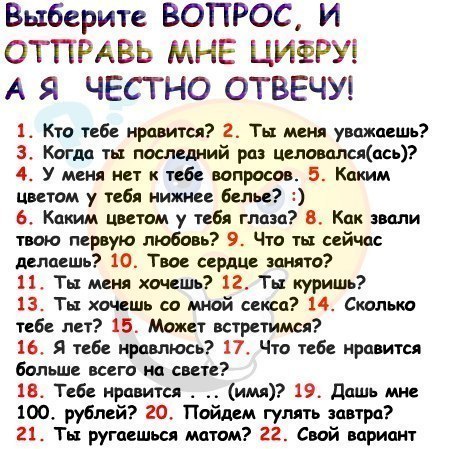 Выберите ВОПРОС, И
ОТПРАВЬ МНЕ ЦИФРУ!
А Я ЧЕСТНО ОТВЕЧУ!
1. Кто тебе нравится? 2. Ты меня уважаешь?
3. Когда ты последний раз целовался(ась)?
4. У меня нет к тебе вопросов. 5. Каким
цветом у тебя нижнее белье? :)
6. Каким цветом у тебя глаза? 8. Как звали
твою первую любовь? 9. Что ты сейчас
делаешь? 10. Твое сердце занято?
11. Ты меня хочешь? 12. Ты куришь?
13. Ты хочешь со мной секса? 14. Сколько
тебе лет? 15. Может встретимся?
16. Я тебе нравлюсь? 17. Что тебе нравится
больше всего на свете?
18. Тебе нравится . .. (имя)? 19. Дашь мне
100. рублей? 20. Пойдем гулять завтра?
21. Ты ругаешься матом? 22. Свой вариант